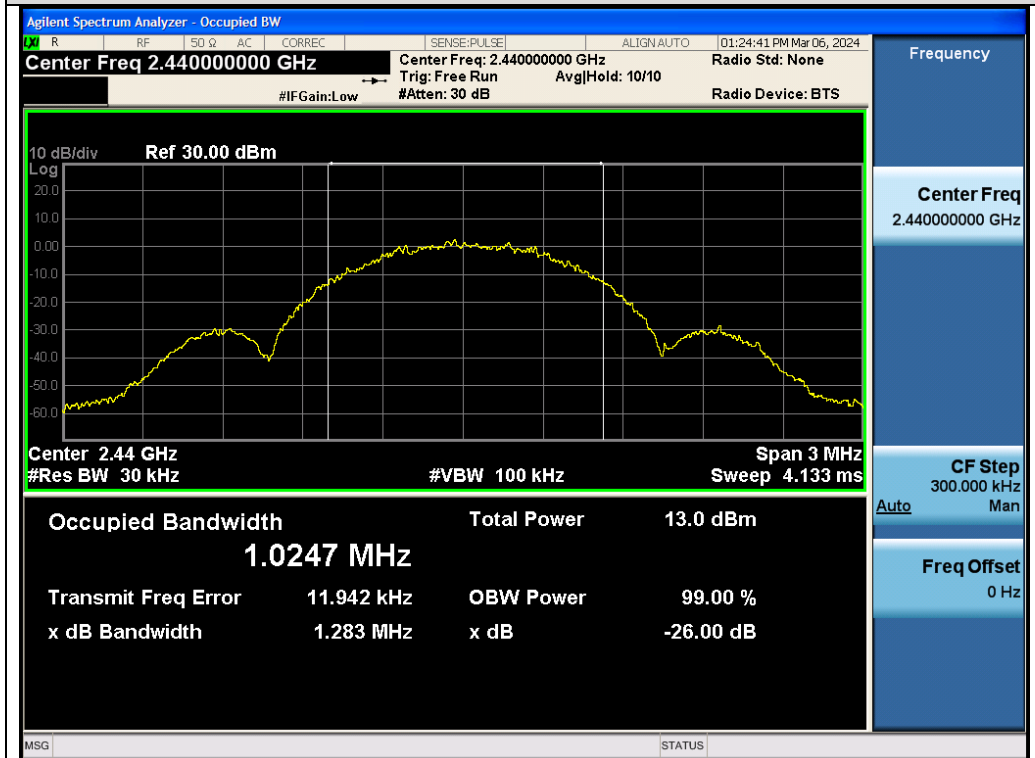 Agilent Spectrum Analyzer - Occupied BW
LXI R RF 50 Ω AC CORREC SENSE:PULSE ALIGN AUTO 01:24:41 PM Mar 06, 2024
Center Freq 2.440000000 GHz
Center Freq: 2.440000000 GHz
Radio Std: None
Trig: Free Run Avg|Hold: 10/10
#IFGain:Low
#Atten: 30 dB
Radio Device: BTS
Frequency
10 dB/div Ref 30.00 dBm
Log
20.0
10.0
0.00
-10.0
-20.0
-30.0
-40.0
-50.0
-60.0
Center 2.44 GHz
Span 3 MHz
#Res BW 30 kHz
#VBW 100 kHz
Sweep 4.133 ms
Occupied Bandwidth
Total Power 13.0 dBm
1.0247 MHz
Transmit Freq Error 11.942 kHz
OBW Power 99.00 %
x dB Bandwidth 1.283 MHz
x dB -26.00 dB
Center Freq
2.440000000 GHz
CF Step
300.000 kHz
Auto Man
Freq Offset
0 Hz
MSG
STATUS